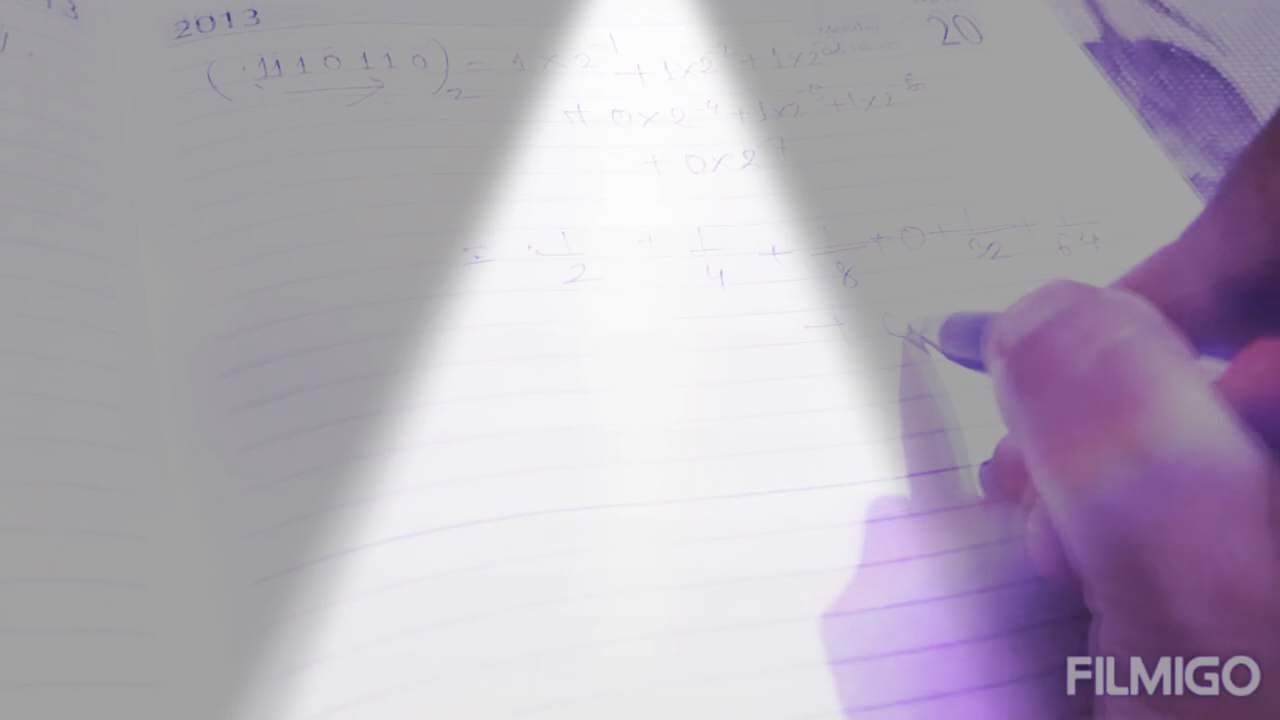 2013
20
(.1110110)₂ = 1×2⁻¹ + 1×2⁻² + 1×2
+ 0×2⁻⁴ + 1×2⁻⁵ + 1×2⁻⁶
+ 0×2⁻⁷
= 1/2 + 1/4 + 1/8 + 0 + 1/32 + 1/64
+
FILMIGO